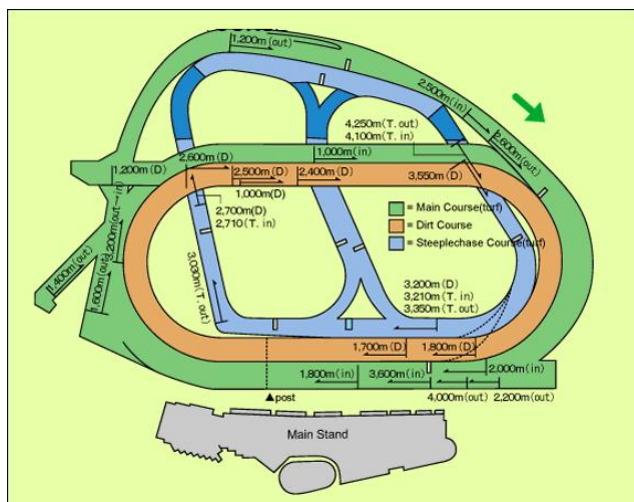 1,200m(out)
2,500m(in)
4,250m(T. out)
4,100m(T. in)
2,600m(out)
1,000m(in)
2,600m(D)
1,200m(D)
2,500m(D)
2,400m(D)
3,550m(D)
1,000m(D)
2,700m(D)
2,710(T. in)
= Main Course(turf)
= Dirt Course
= Steeplechase Course(turf)
3,200m(out→in)
1,400m(out)
1,600m(out)
3,030m(T. out)
3,200m(D)
3,210m(T. in)
3,350m(T. out)
1,700m(D)
1,800m(D)
2,000m(in)
1,800m(in)
3,600m(in)
▲post
4,000m(out)
2,200m(out)
Main Stand